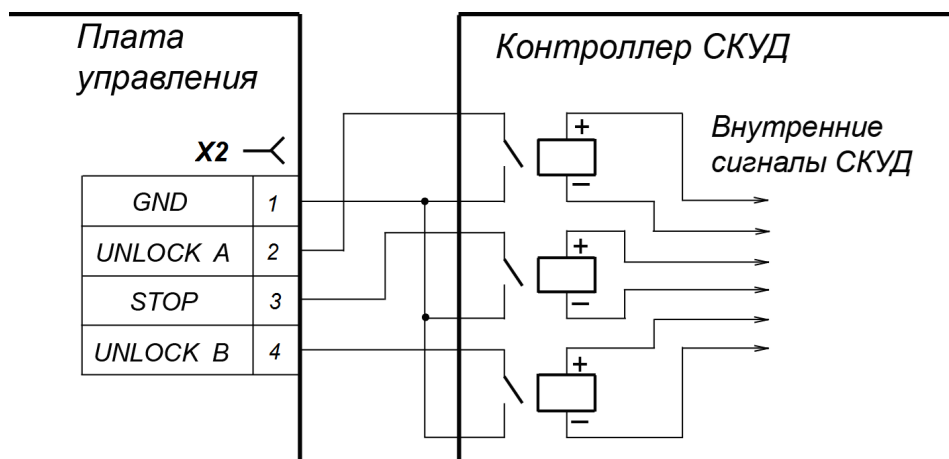 Плата
управления
Контроллер СКУД
X2
Внутренние
сигналы СКУД
GND 1
UNLOCK A 2
STOP 3
UNLOCK B 4
+
−
+
−
+
−